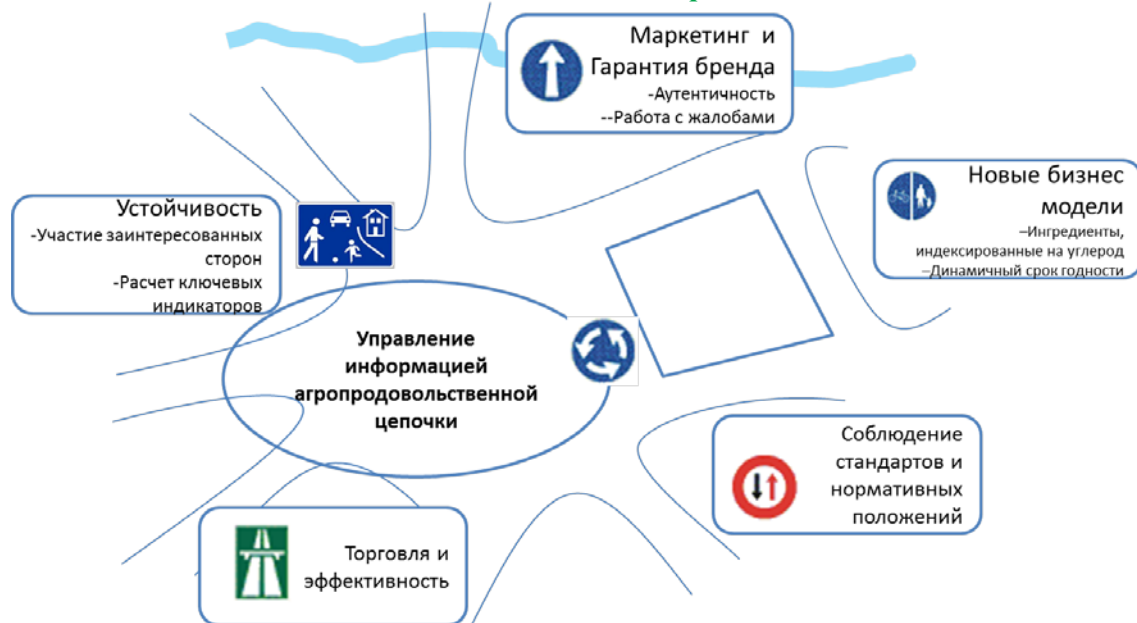 Маркетинг и
Гарантия бренда
-Аутентичность
--Работа с жалобами
Новые бизнес
модели
–Ингредиенты,
индексированные на углерод
–Динамичный срок годности
Устойчивость
-Участие заинтересованных
сторон
-Расчет ключевых
индикаторов
Управление
информацией
агропродовольственной
цепочки
Соблюдение
стандартов и
нормативных
положений
Торговля и
эффективность